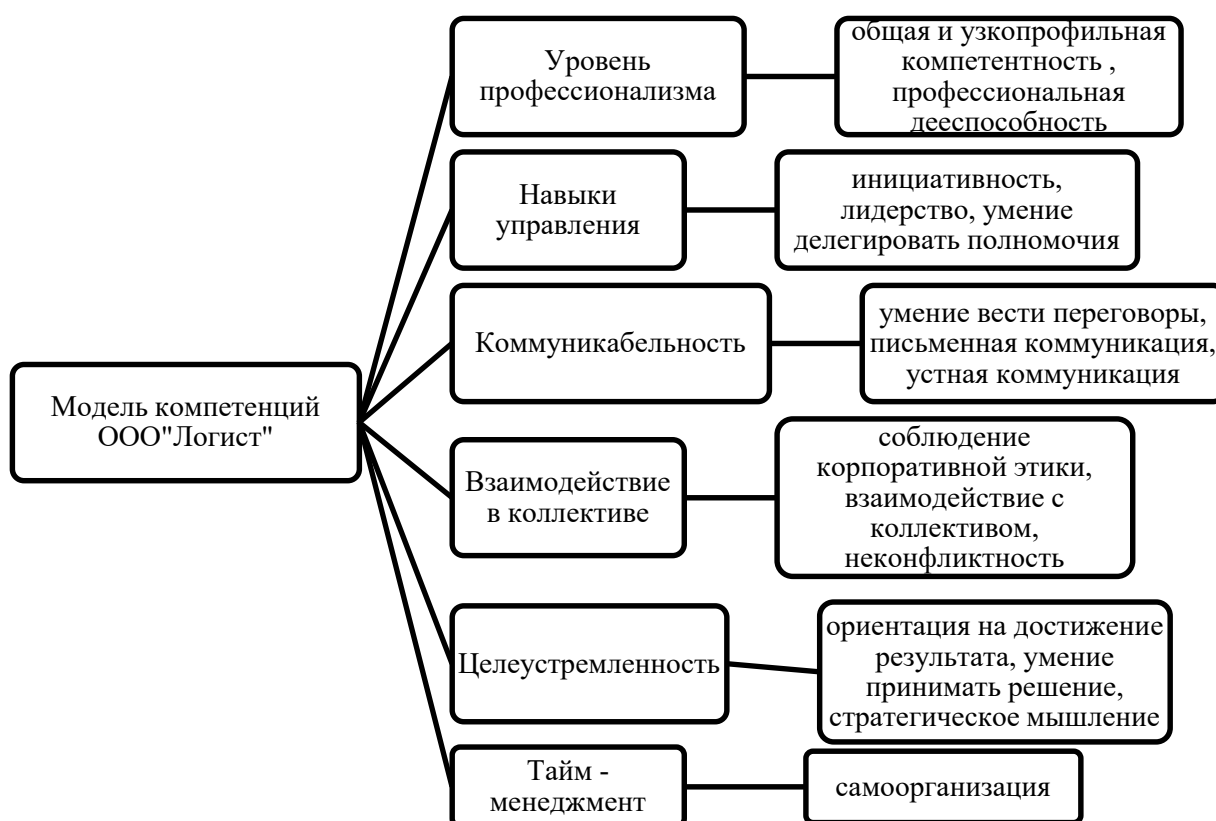 Модель компетенций
ООО"Логист"
Уровень
профессионализма
общая и узкопрофильная
компетентность ,
профессиональная
дееспособность
Навыки
управления
инициативность,
лидерство, умение
делегировать полномочия
Коммуникабельность
умение вести переговоры,
письменная коммуникация,
устная коммуникация
Взаимодействие
в коллективе
соблюдение
корпоративной этики,
взаимодействие с
коллективом,
неконфликтность
Целеустремленность
ориентация на достижение
результата, умение
принимать решение,
стратегическое мышление
Тайм -
менеджмент
самоорганизация